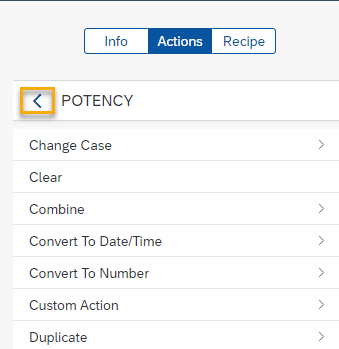 Info Actions Recipe
POTENCY
Change Case
Clear
Combine
Convert To Date/Time
Convert To Number
Custom Action
Duplicate